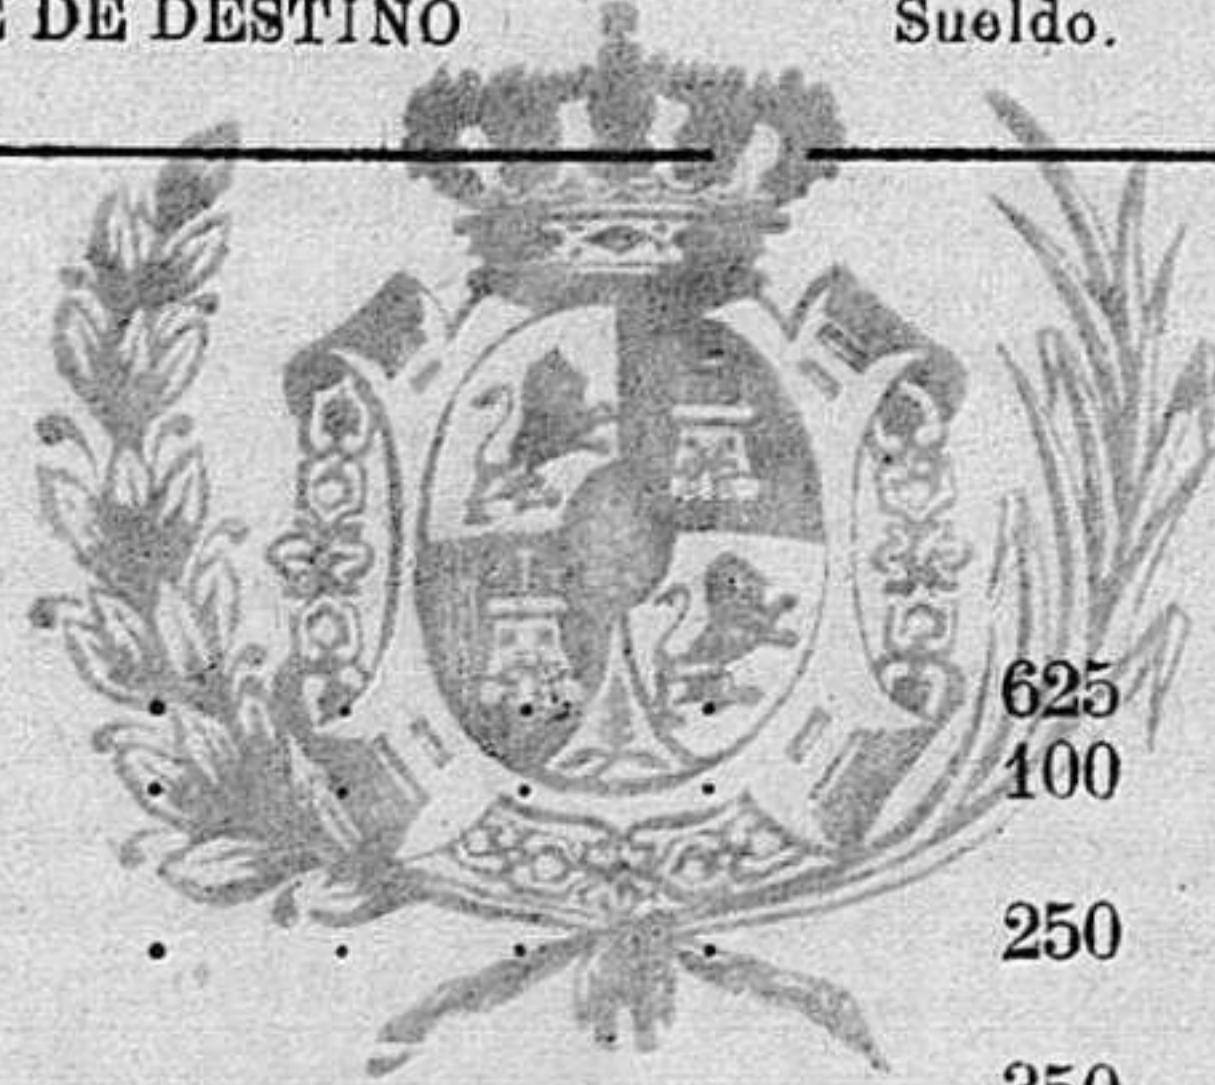 DE DESTINO Sueldo.
. . . . 625
. . . . 100
. . . . 250